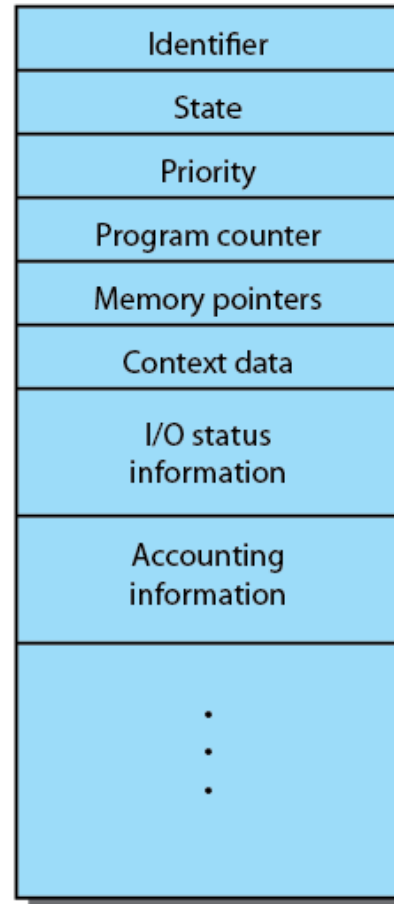 Identifier
State
Priority
Program counter
Memory pointers
Context data
I/O status
information
Accounting
information
.
.
.